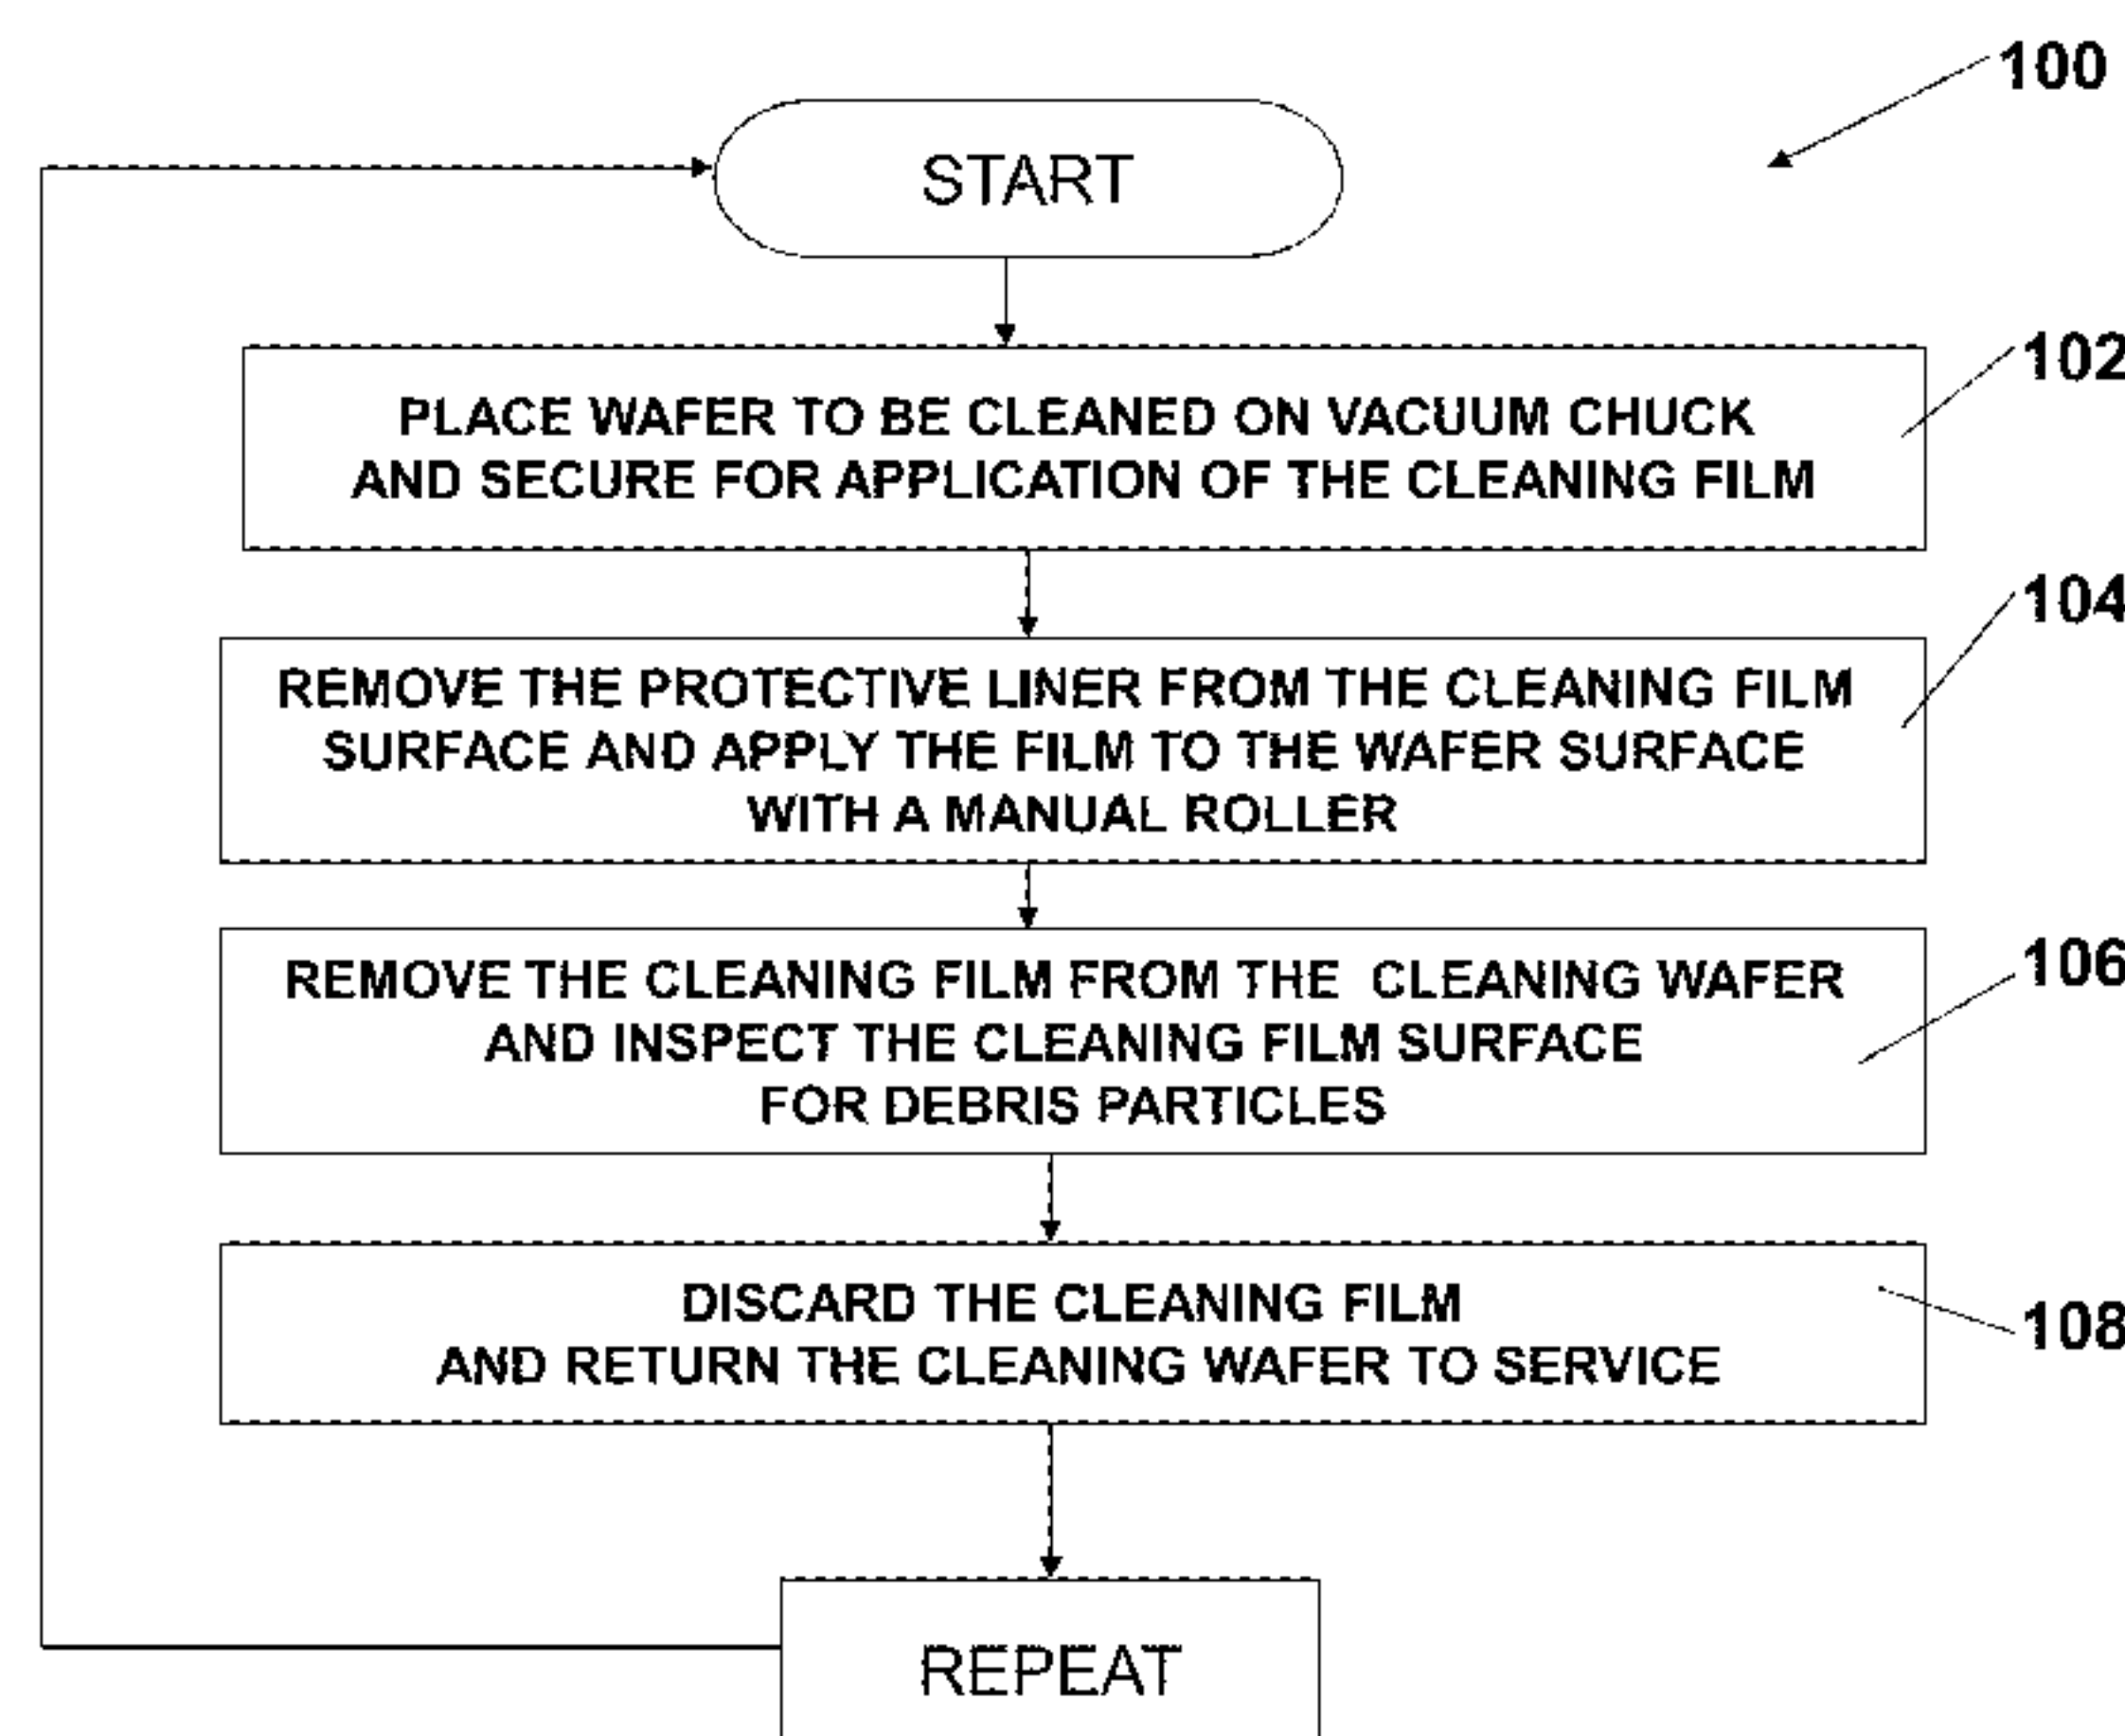 100
START
102
PLACE WAFER TO BE CLEANED ON VACUUM CHUCK
AND SECURE FOR APPLICATION OF THE CLEANING FILM
104
REMOVE THE PROTECTIVE LINER FROM THE CLEANING FILM
SURFACE AND APPLY THE FILM TO THE WAFER SURFACE
WITH A MANUAL ROLLER
106
REMOVE THE CLEANING FILM FROM THE CLEANING WAFER
AND INSPECT THE CLEANING FILM SURFACE
FOR DEBRIS PARTICLES
108
DISCARD THE CLEANING FILM
AND RETURN THE CLEANING WAFER TO SERVICE
REPEAT